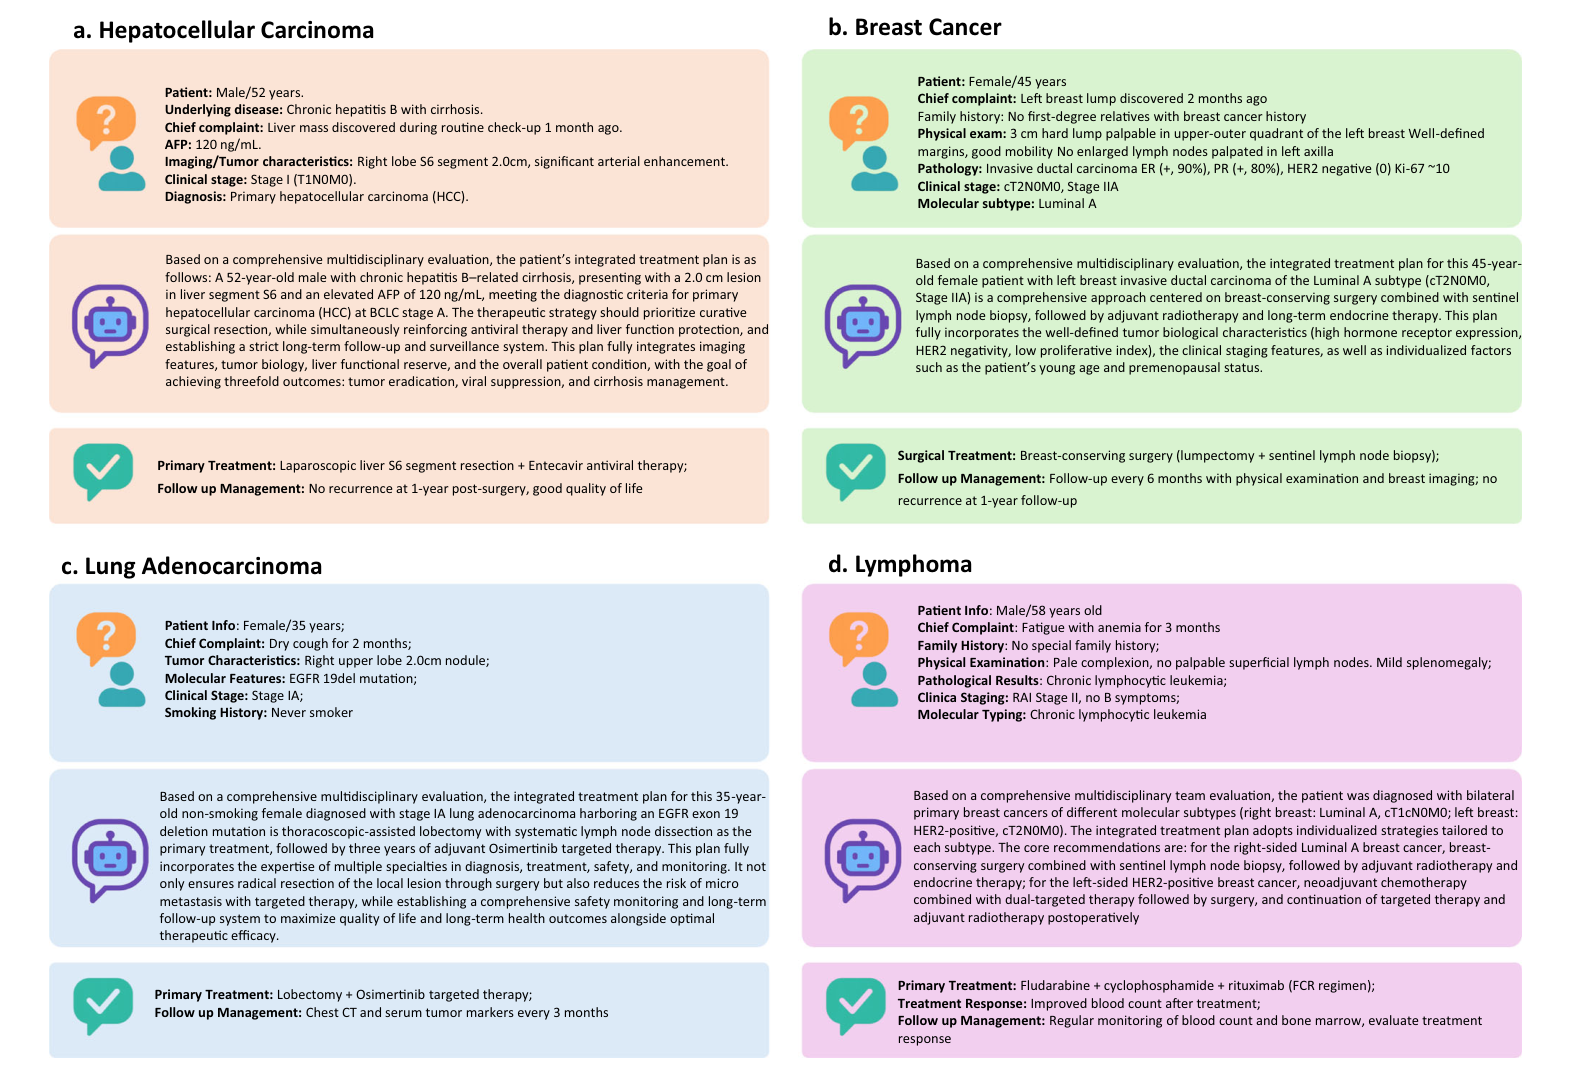 a. Hepatocellular Carcinoma
Patient: Male/52 years.
Underlying disease: Chronic hepatitis B with cirrhosis.
Chief complaint: Liver mass discovered during routine check-up 1 month ago.
AFP: 120 ng/mL.
Imaging/Tumor characteristics: Right lobe S6 segment 2.0cm, significant arterial enhancement.
Clinical stage: Stage I (T1N0M0).
Diagnosis: Primary hepatocellular carcinoma (HCC).
Based on a comprehensive multidisciplinary evaluation, the patient's integrated treatment plan is as
follows: A 52-year-old male with chronic hepatitis B–related cirrhosis, presenting with a 2.0 cm lesion
in liver segment S6 and an elevated AFP of 120 ng/mL, meeting the diagnostic criteria for primary
hepatocellular carcinoma (HCC) at BCLC stage A. The therapeutic strategy should prioritize curative
surgical resection, while simultaneously reinforcing antiviral therapy and liver function protection, and
establishing a strict long-term follow-up and surveillance system. This plan fully integrates imaging
features, tumor biology, liver functional reserve, and the overall patient condition, with the goal of
achieving threefold outcomes: tumor eradication, viral suppression, and cirrhosis management.
Primary Treatment: Laparoscopic liver S6 segment resection + Entecavir antiviral therapy;
Follow up Management: No recurrence at 1-year post-surgery, good quality of life
b. Breast Cancer
Patient: Female/45 years
Chief complaint: Left breast lump discovered 2 months ago
Family history: No first-degree relatives with breast cancer history
Physical exam: 3 cm hard lump palpable in upper-outer quadrant of the left breast Well-defined
margins, good mobility No enlarged lymph nodes palpated in left axilla
Pathology: Invasive ductal carcinoma ER (+, 90%), PR (+, 80%), HER2 negative (0) Ki-67 ~10
Clinical stage: cT2N0M0, Stage IIA
Molecular subtype: Luminal A
Based on a comprehensive multidisciplinary evaluation, the integrated treatment plan for this 45-year-
old female patient with left breast invasive ductal carcinoma of the Luminal A subtype (cT2N0M0,
Stage IIA) is a comprehensive approach centered on breast-conserving surgery combined with sentinel
lymph node biopsy, followed by adjuvant radiotherapy and long-term endocrine therapy. This plan
fully incorporates the well-defined tumor biological characteristics (high hormone receptor expression,
HER2 negativity, low proliferative index), the clinical staging features, as well as individualized factors
such as the patient's young age and premenopausal status.
Surgical Treatment: Breast-conserving surgery (lumpectomy + sentinel lymph node biopsy);
Follow up Management: Follow-up every 6 months with physical examination and breast imaging; no
recurrence at 1-year follow-up
c. Lung Adenocarcinoma
Patient Info: Female/35 years;
Chief Complaint: Dry cough for 2 months;
Tumor Characteristics: Right upper lobe 2.0cm nodule;
Molecular Features: EGFR 19del mutation;
Clinical Stage: Stage IA;
Smoking History: Never smoker
Based on a comprehensive multidisciplinary evaluation, the integrated treatment plan for this 35-year-
old non-smoking female diagnosed with stage IA lung adenocarcinoma harboring an EGFR exon 19
deletion mutation is thoracoscopic-assisted lobectomy with systematic lymph node dissection as the
primary treatment, followed by three years of adjuvant Osimertinib targeted therapy. This plan fully
incorporates the expertise of multiple specialties in diagnosis, treatment, safety, and monitoring. It not
only ensures radical resection of the local lesion through surgery but also reduces the risk of micro
metastasis with targeted therapy, while establishing a comprehensive safety monitoring and long-term
follow-up system to maximize quality of life and long-term health outcomes alongside optimal
therapeutic efficacy.
Primary Treatment: Lobectomy + Osimertinib targeted therapy;
Follow up Management: Chest CT and serum tumor markers every 3 months
d. Lymphoma
Patient Info: Male/58 years old
Chief Complaint: Fatigue with anemia for 3 months
Family History: No special family history;
Physical Examination: Pale complexion, no palpable superficial lymph nodes. Mild splenomegaly;
Pathological Results: Chronic lymphocytic leukemia;
Clinica Staging: RAI Stage II, no B symptoms;
Molecular Typing: Chronic lymphocytic leukemia
Based on a comprehensive multidisciplinary team evaluation, the patient was diagnosed with bilateral
primary breast cancers of different molecular subtypes (right breast: Luminal A, cT1cN0M0; left breast:
HER2-positive, cT2N0M0). The integrated treatment plan adopts individualized strategies tailored to
each subtype. The core recommendations are: for the right-sided Luminal A breast cancer, breast-
conserving surgery combined with sentinel lymph node biopsy, followed by adjuvant radiotherapy and
endocrine therapy; for the left-sided HER2-positive breast cancer, neoadjuvant chemotherapy
combined with dual-targeted therapy followed by surgery, and continuation of targeted therapy and
adjuvant radiotherapy postoperatively
Primary Treatment: Fludarabine + cyclophosphamide + rituximab (FCR regimen);
Treatment Response: Improved blood count after treatment;
Follow up Management: Regular monitoring of blood count and bone marrow, evaluate treatment
response